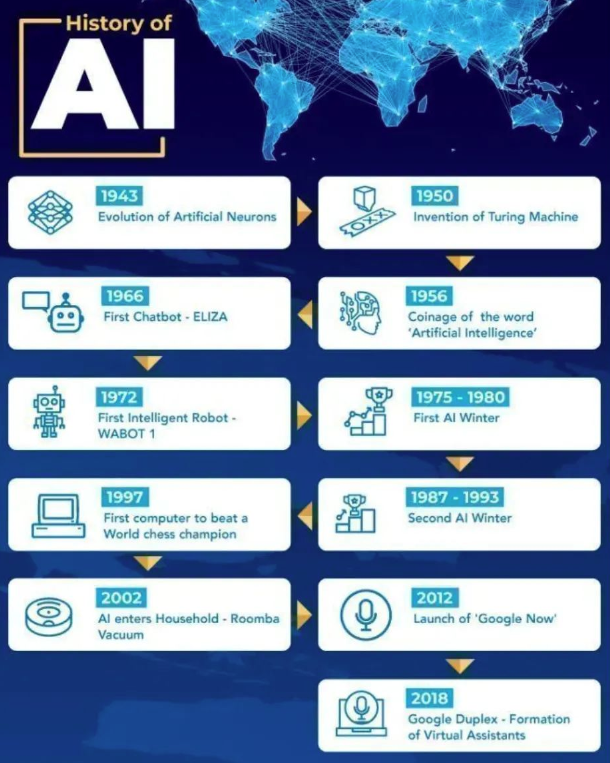 History of
AI
1943
Evolution of Artificial Neurons
1950
Invention of Turing Machine
1956
Coinage of the word
‘Artificial Intelligence’
1966
First Chatbot - ELIZA
1972
First Intelligent Robot -
WABOT 1
1975 - 1980
First AI Winter
1987 - 1993
Second AI Winter
1997
First computer to beat a
World chess champion
2002
AI enters Household - Roomba
Vacuum
2012
Launch of 'Google Now'
2018
Google Duplex - Formation
of Virtual Assistants